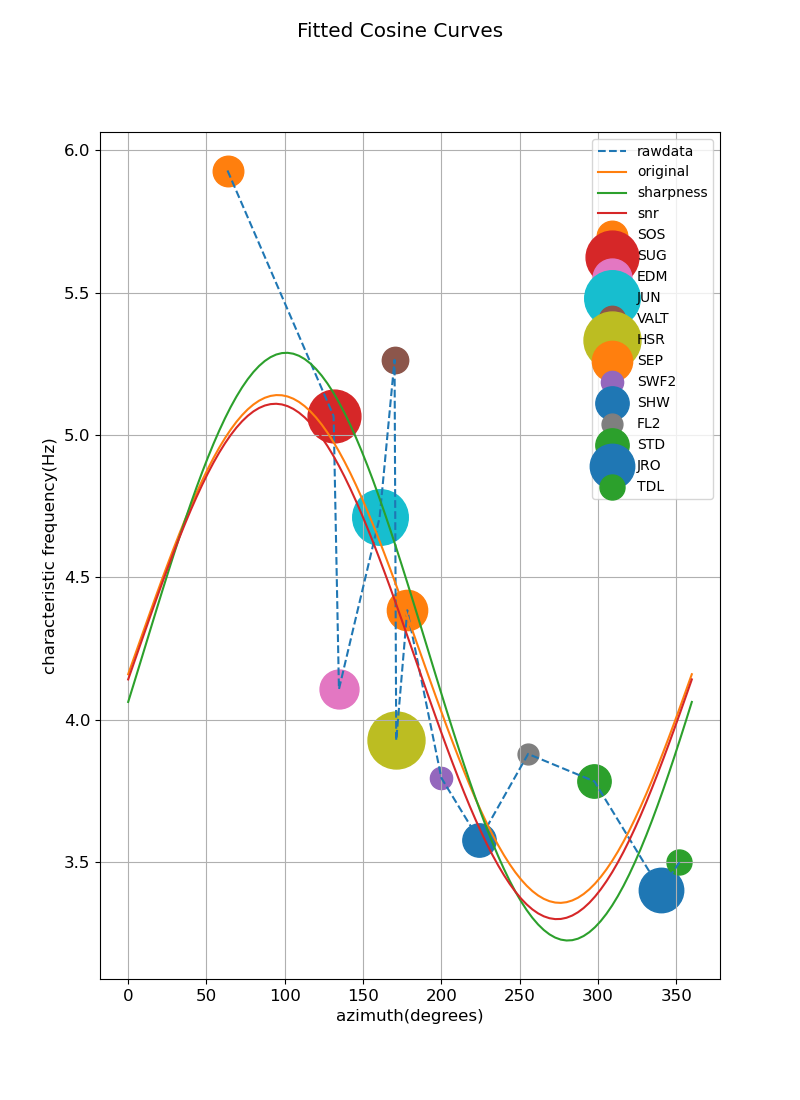 Fitted Cosine Curves
6.0
5.5
5.0
4.5
4.0
3.5
characteristic frequency(Hz)
rawdata
original
sharpness
snr
SOS
SUG
EDM
JUN
VALT
HSR
SEP
SWF2
SHW
FL2
STD
JRO
TDL
0 50 100 150 200 250 300 350
azimuth(degrees)